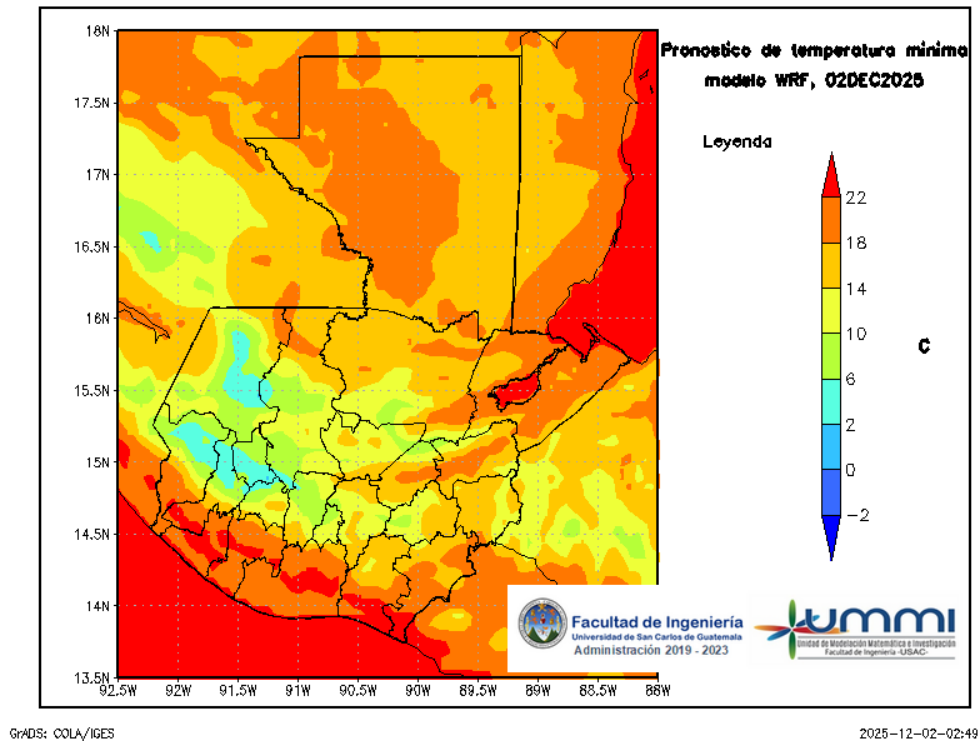 Pronostico de temperatura minima
modelo WRF, 02DEC2025
Leyenda
22
18
14
10
6
2
0
−2
C
18N
17.5N
17N
16.5N
16N
15.5N
15N
14.5N
14N
13.5N
92.5W
92W
91.5W
91W
90.5W
90W
89.5W
89W
88.5W
88W
Facultad de Ingeniería
Universidad de San Carlos de Guatemala
Administración 2019 - 2023
ummi
Unidad de Modelación Matemática e Investigación
Facultad de Ingeniería -USAC-
GrADS: COLA/IGES
2025-12-02-02:49